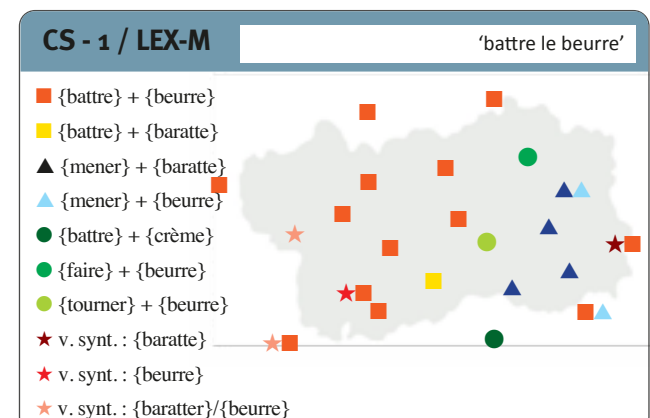 CS - 1 / LEX-M
‘battre le beurre’
{battre} + {beurre}
{battre} + {baratte}
{mener} + {baratte}
{mener} + {beurre}
{battre} + {crème}
{faire} + {beurre}
{tourner} + {beurre}
v. synt. : {baratte}
v. synt. : {beurre}
v. synt. : {baratter}/{beurre}